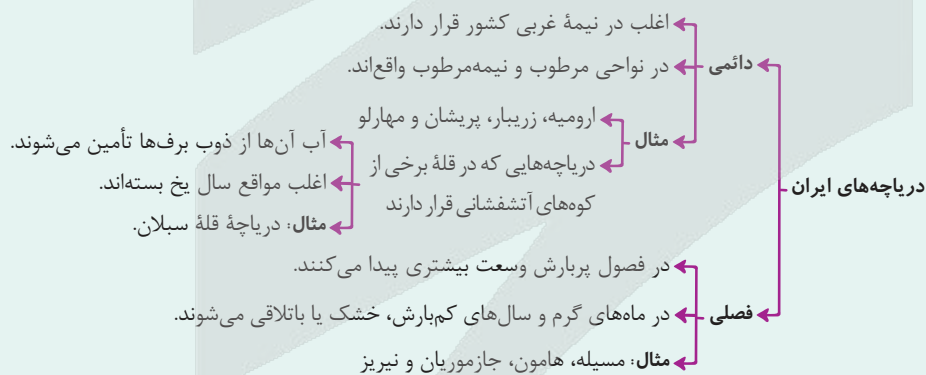 دریاچه‌های ایران
دائمی
اغلب در نیمهٔ غربی کشور قرار دارند.
در نواحی مرطوب و نیمه‌مرطوب واقع‌اند.
مثال
ارومیه، زریبار، پریشان و مهارلو
دریاچه‌هایی که در قلهٔ برخی از
کوه‌های آتشفشانی قرار دارند
آب آن‌ها از ذوب برف‌ها تأمین می‌شوند.
اغلب مواقع سال یخ بسته‌اند.
مثال: دریاچهٔ قلهٔ سبلان.
فصلی
در فصول پربارش وسعت بیشتری پیدا می‌کنند.
در ماه‌های گرم و سال‌های کم‌بارش، خشک یا باتلاقی می‌شوند.
مثال: مسیله، هامون، جازموریان و نیریز